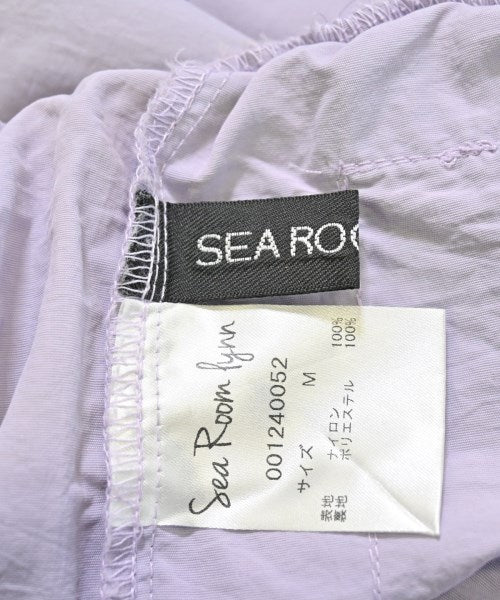 SEA ROO
Sea Room lynn
001240052
サイズ M
表地 ナイロン 100%
裏地 ポリエステル 100%